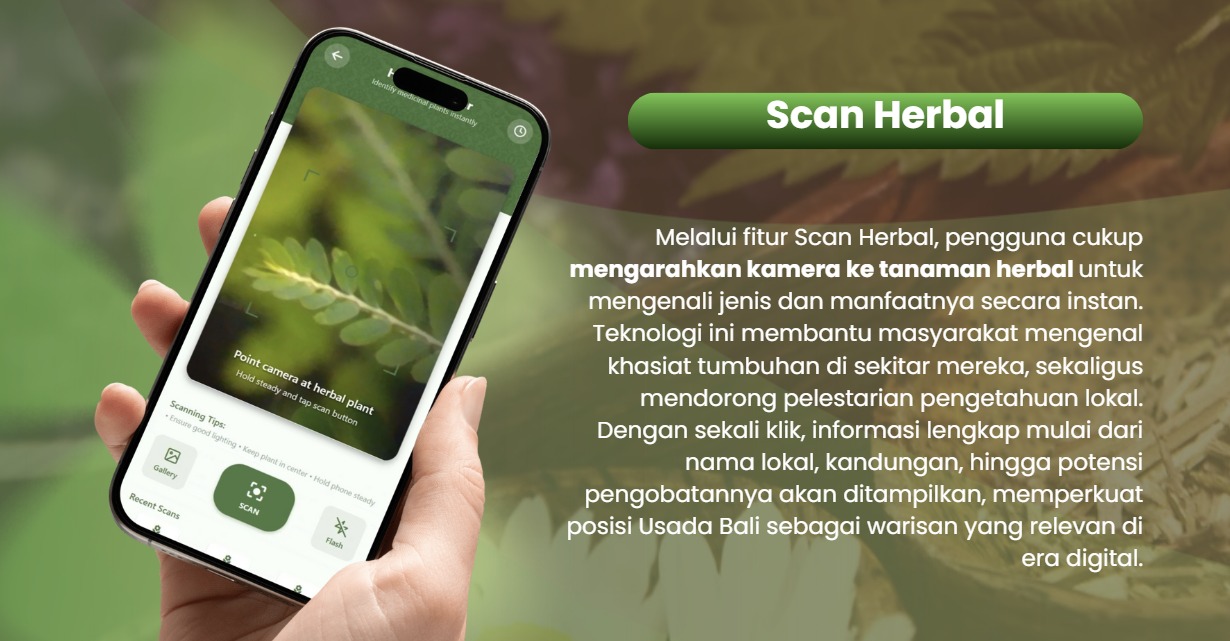 Identify medicinal plants instantly
Point camera at herbal plant
Hold steady and tap scan button
Scanning Tips:
• Ensure good lighting • Keep plant in center • Hold phone steady
Gallery
SCAN
Flash
Recent Scans
Scan Herbal
Melalui fitur Scan Herbal, pengguna cukup
mengarahkan kamera ke tanaman herbal untuk
mengenali jenis dan manfaatnya secara instan.
Teknologi ini membantu masyarakat mengenal
khasiat tumbuhan di sekitar mereka, sekaligus
mendorong pelestarian pengetahuan lokal.
Dengan sekali klik, informasi lengkap mulai dari
nama lokal, kandungan, hingga potensi
pengobatannya akan ditampilkan, memperkuat
posisi Usada Bali sebagai warisan yang relevan di
era digital.